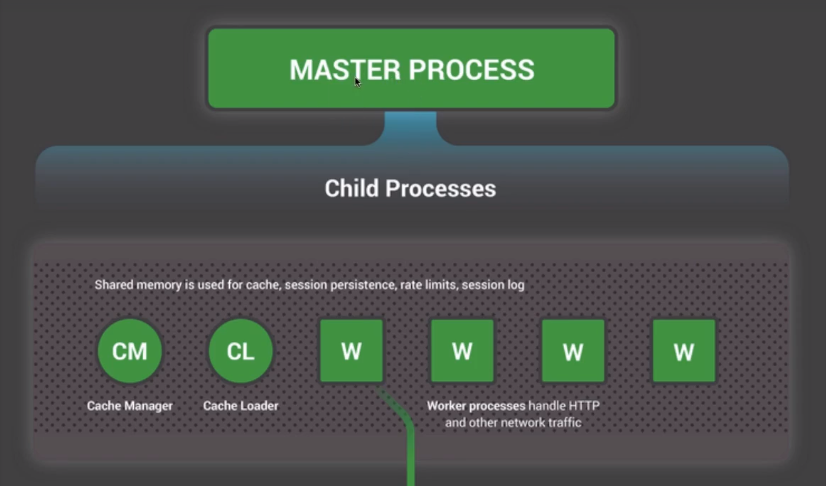 MASTER PROCESS
Child Processes
Shared memory is used for cache, session persistence, rate limits, session log
CM
CL
W
W
W
W
Cache Manager
Cache Loader
Worker processes handle HTTP
and other network traffic